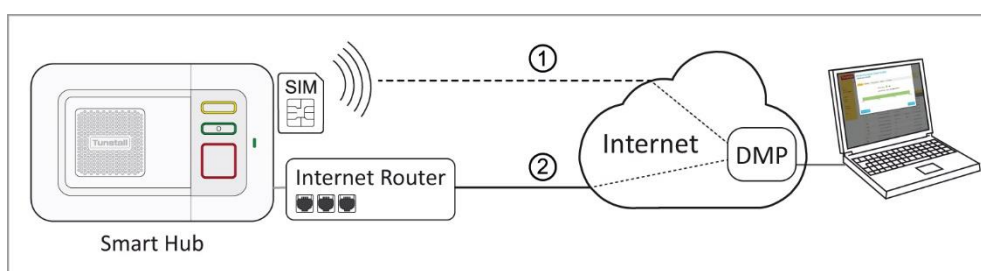 1
SIM
Tunstall
Internet
DMP
2
Internet Router
Smart Hub